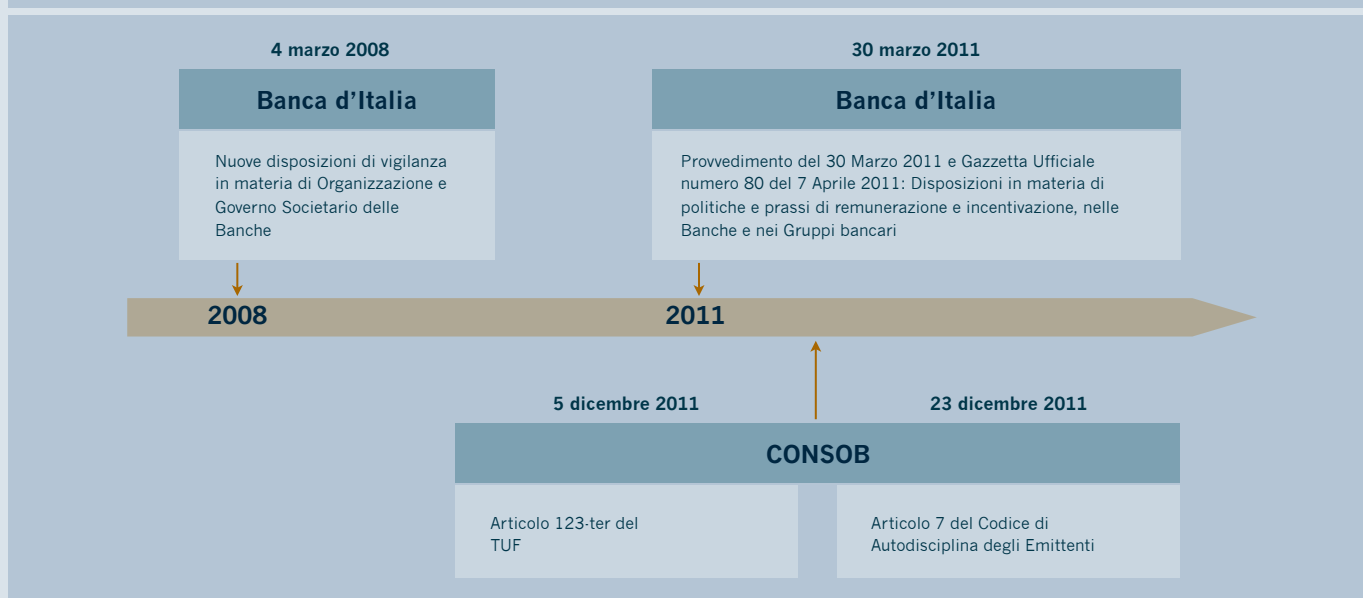 4 marzo 2008
Banca d’Italia
Nuove disposizioni di vigilanza
in materia di Organizzazione e
Governo Societario delle
Banche
30 marzo 2011
Banca d’Italia
Provvedimento del 30 Marzo 2011 e Gazzetta Ufficiale
numero 80 del 7 Aprile 2011: Disposizioni in materia di
politiche e prassi di remunerazione e incentivazione, nelle
Banche e nei Gruppi bancari
2008
2011
5 dicembre 2011
23 dicembre 2011
CONSOB
Articolo 123-ter del
TUF
Articolo 7 del Codice di
Autodisciplina degli Emittenti